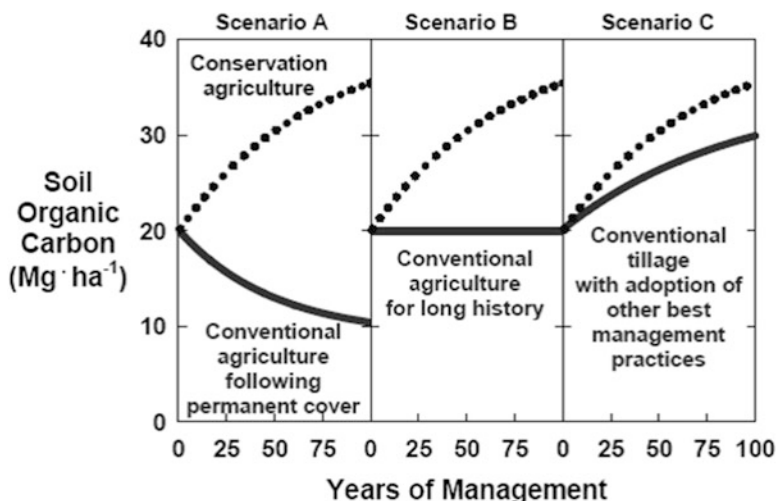 Scenario A Scenario B Scenario C
40
30
20
10
0
Soil
Organic
Carbon
(Mg · ha-1)
Conservation
agriculture
Conventional
agriculture
following
permanent cover
Conventional
agriculture
for long history
Conventional
tillage
with adoption of
other best
management
practices
0 25 50 75 0 25 50 75 0 25 50 75 100
Years of Management